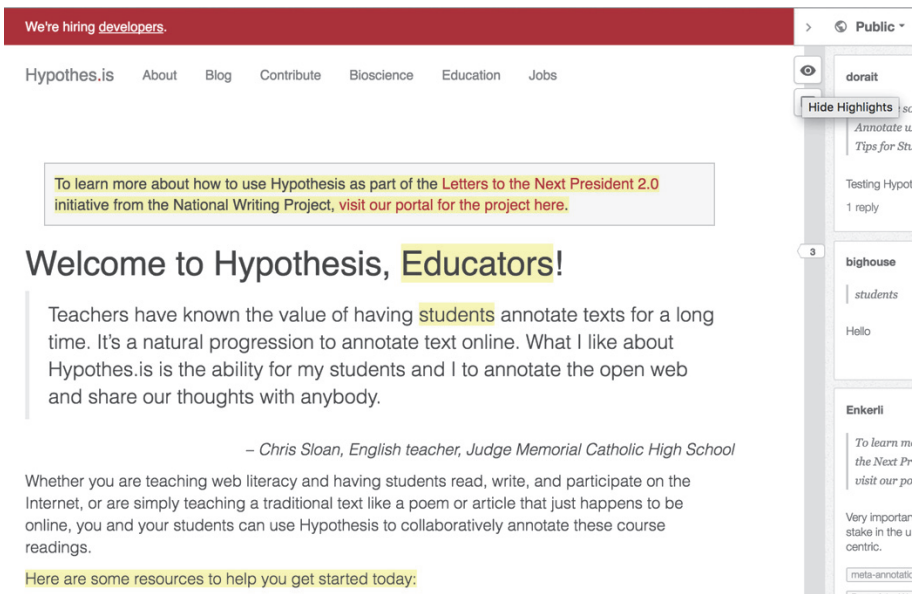 We're hiring developers.
Public
Hypothes.is About Blog Contribute Bioscience Education Jobs
To learn more about how to use Hypothesis as part of the Letters to the Next President 2.0
initiative from the National Writing Project, visit our portal for the project here.
Welcome to Hypothesis, Educators!
Teachers have known the value of having students annotate texts for a long
time. It's a natural progression to annotate text online. What I like about
Hypothes.is is the ability for my students and I to annotate the open web
and share our thoughts with anybody.
– Chris Sloan, English teacher, Judge Memorial Catholic High School
Whether you are teaching web literacy and having students read, write, and participate on the
Internet, or are simply teaching a traditional text like a poem or article that just happens to be
online, you and your students can use Hypothesis to collaboratively annotate these course
readings.
Here are some resources to help you get started today:
Hide Highlights
3
dorait
Annotate
Tips for
Testing
1 reply
bighouse
students
Hello
Enkerli
To learn
the Next
visit our
Very
stake in the
centric.